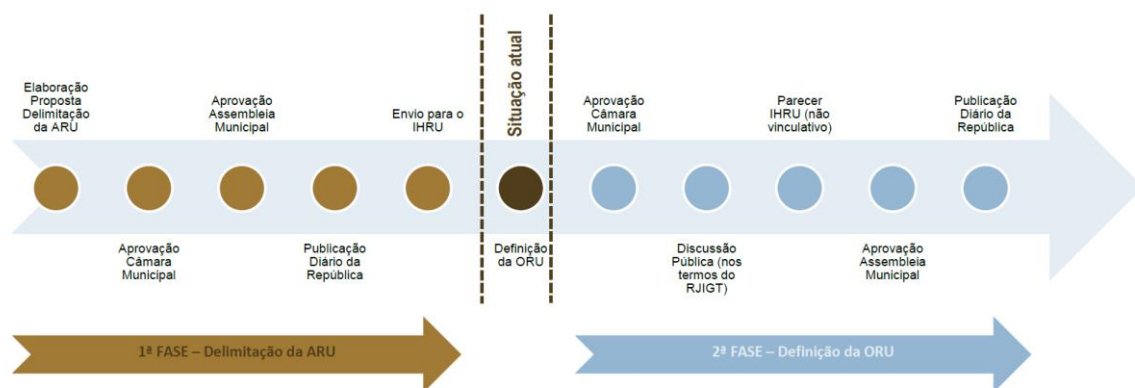 Elaboração
Proposta
Delimitação
da ARU
Aprovação
Câmara
Municipal
Aprovação
Assembleia
Municipal
Publicação
Diário da
República
Envio para o
IHRU
Situação atual
Definição
da ORU
Aprovação
Câmara
Municipal
Discussão
Pública (nos
termos do
RJIGT)
Parecer
IHRU (não
vinculativo)
Aprovação
Assembleia
Municipal
Publicação
Diário da
República
1ª FASE – Delimitação da ARU
2ª FASE – Definição da ORU